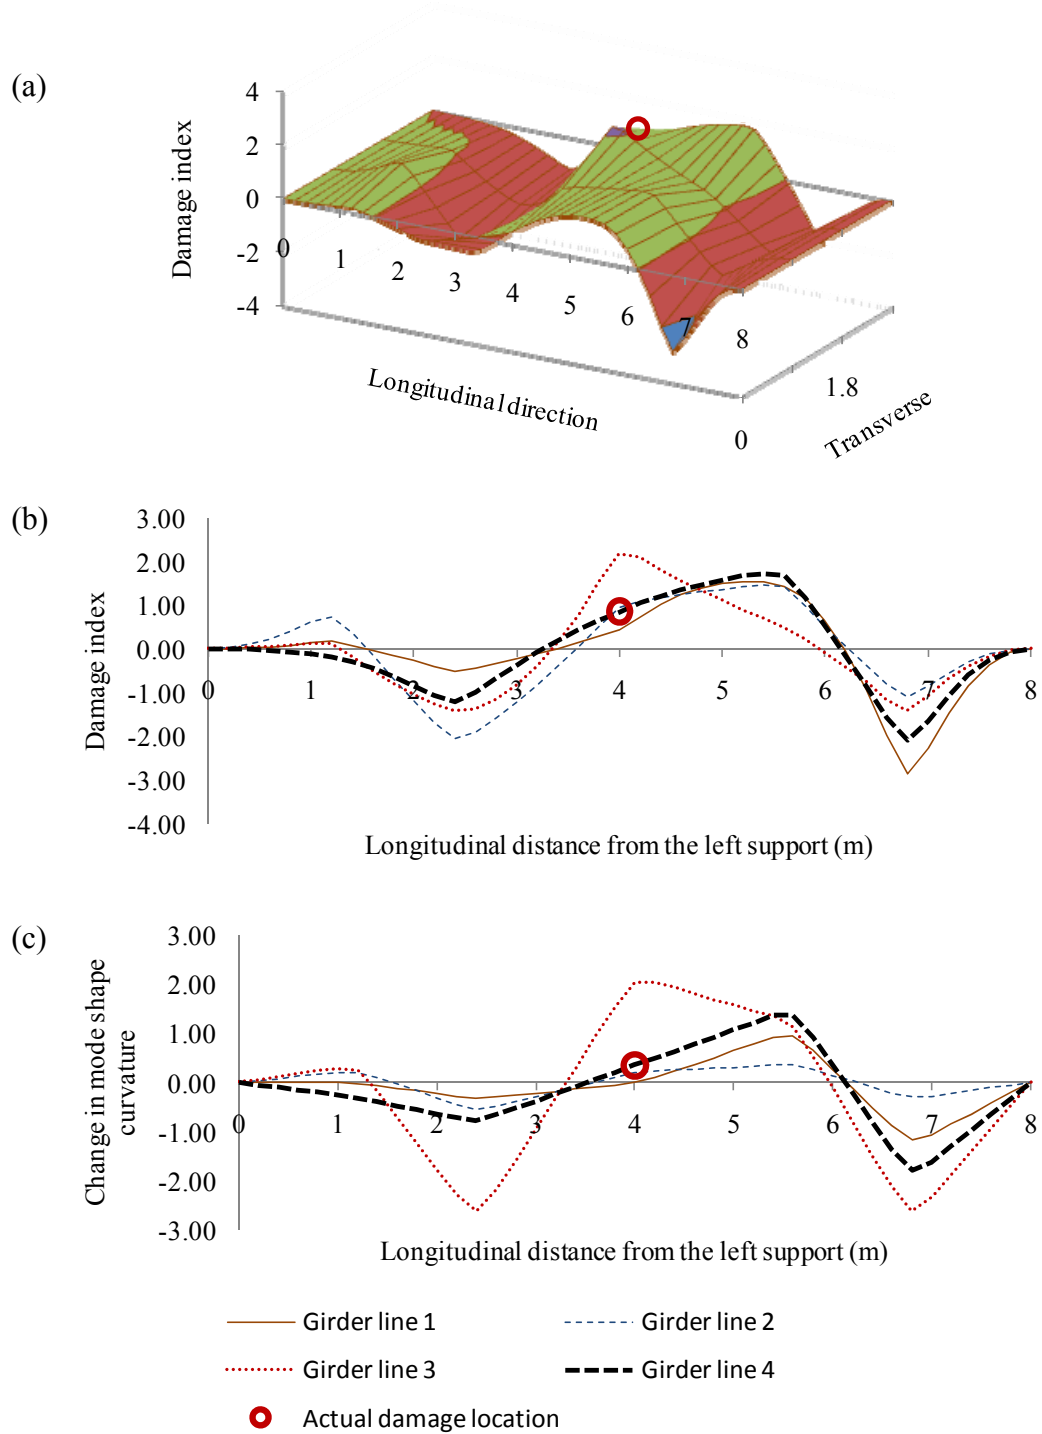 (a)
4
2
0
-2
-4
Damage index
0
1
2
3
4
5
6
7
8
Longitudinal direction
0
1.8
Transverse
(b)
3.00
2.00
1.00
0.00
-1.00
-2.00
-3.00
-4.00
Damage index
0 1 2 3 4 5 6 7 8
Longitudinal distance from the left support (m)
(c)
3.00
2.00
1.00
0.00
-1.00
-2.00
-3.00
Change in mode shape
curvature
0 1 2 3 4 5 6 7 8
Longitudinal distance from the left support (m)
Girder line 1 Girder line 2
Girder line 3 Girder line 4
Actual damage location